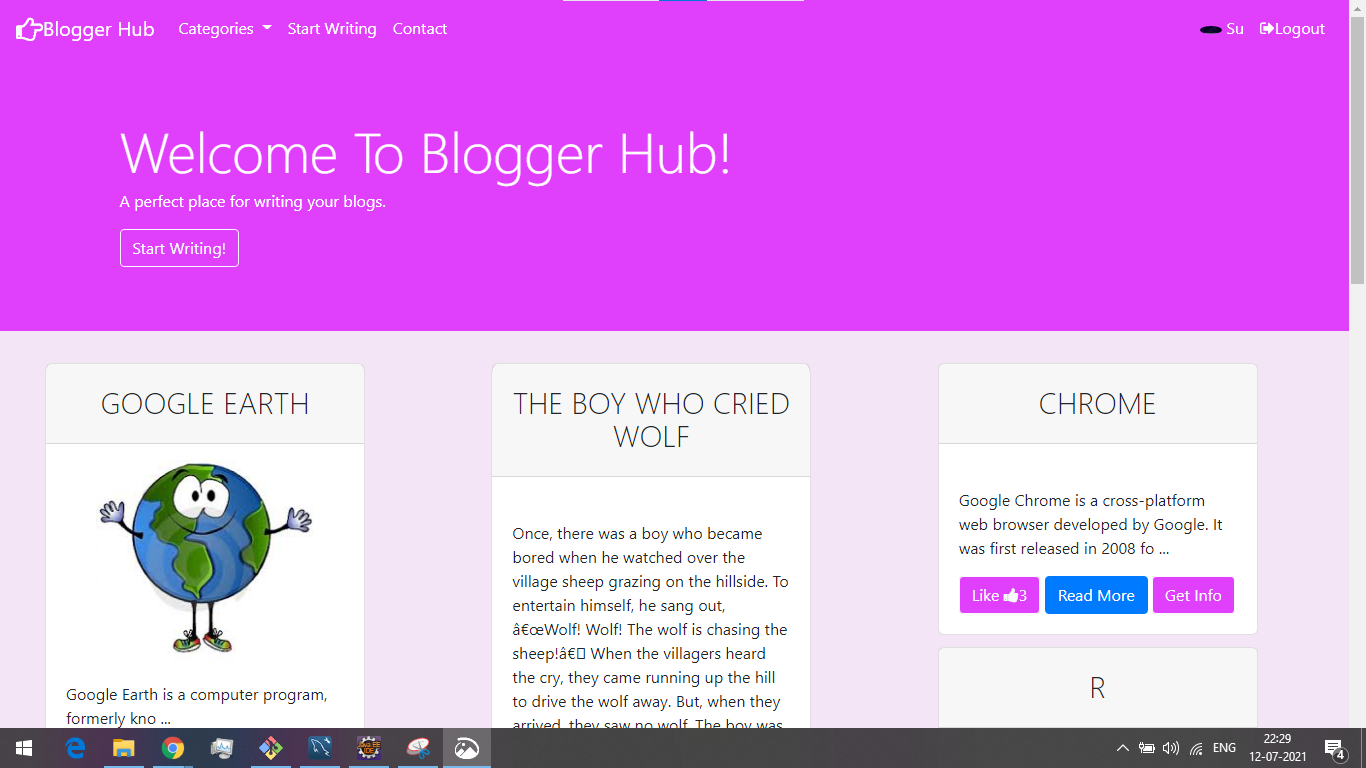 Blogger Hub Categories Start Writing Contact Su Logout
Welcome To Blogger Hub!
A perfect place for writing your blogs.
Start Writing!
GOOGLE EARTH
Google Earth is a computer program,
formerly kno ...
THE BOY WHO CRIED
WOLF
Once, there was a boy who became
bored when he watched over the
village sheep grazing on the hillside. To
entertain himself, he sang out,
â€œWolf! Wolf! The wolf is chasing the
sheep!â€ When the villagers heard
the cry, they came running up the hill
to drive the wolf away. But, when they
arrived, they saw no wolf. The boy was
CHROME
Google Chrome is a cross-platform
web browser developed by Google. It
was first released in 2008 fo ...
Like 3 Read More Get Info
R
ENG
22:29
12-07-2021
4